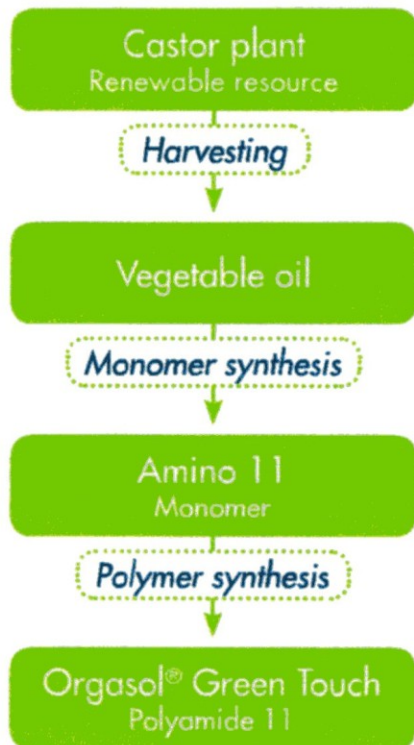 Castor plant
Renewable resource
Harvesting
Vegetable oil
Monomer synthesis
Amino 11
Monomer
Polymer synthesis
Orgasol® Green Touch
Polyamide 11